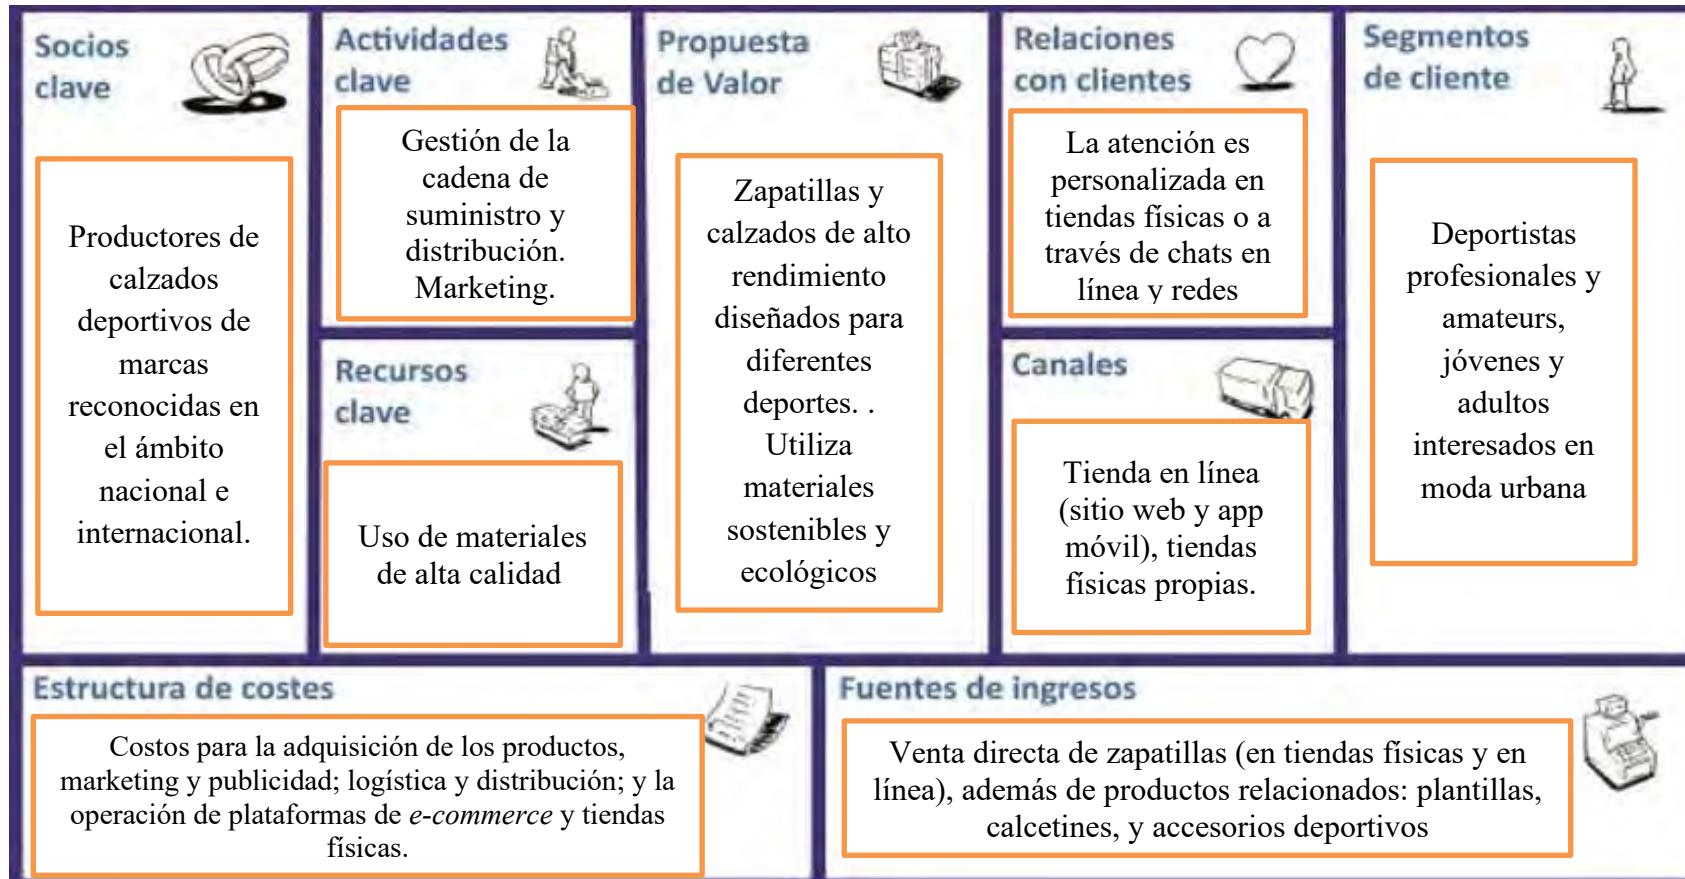 Socios
clave
Productores de
calzados
deportivos de
marcas
reconocidas en
el ámbito
nacional e
internacional.
Actividades
clave
Gestión de la
cadena de
suministro y
distribución.
Marketing.
Recursos
clave
Uso de materiales
de alta calidad
Propuesta
de Valor
Zapatillas y
calzados de alto
rendimiento
diseñados para
diferentes
deportes. .
Utiliza
materiales
sostenibles y
ecológicos
Relaciones
con clientes
La atención es
personalizada en
tiendas físicas o a
través de chats en
línea y redes
Canales
Tienda en línea
(sitio web y app
móvil), tiendas
físicas propias.
Segmentos
de cliente
Deportistas
profesionales y
amateurs,
jóvenes y
adultos
interesados en
moda urbana
Estructura de costes
Costos para la adquisición de los productos,
marketing y publicidad; logística y distribución; y la
operación de plataformas de e-commerce y tiendas
físicas.
Fuentes de ingresos
Venta directa de zapatillas (en tiendas físicas y en
línea), además de productos relacionados: plantillas,
calcetines, y accesorios deportivos